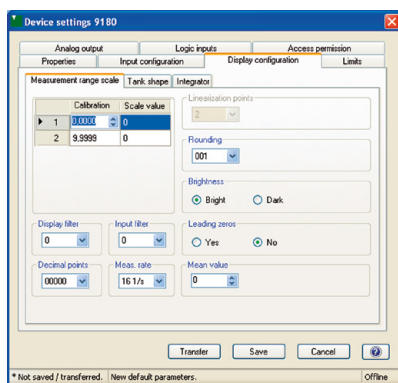 Device settings 9180
Analog output Logic inputs Access permission
Properties Input configuration Display configuration Limits
Measurement range scale Tank shape Integrator
Calibration Scale value
1 0.0000 0
2 9.9999 0
Linearization points
2
Rounding
001
Brightness
Bright Dark
Display filter Input filter Leading zeros
0 0 Yes No
Decimal points Meas. rate Mean value
00000 16 1/s 0
Transfer Save Cancel ?
* Not saved / transferred. New default parameters. Offline